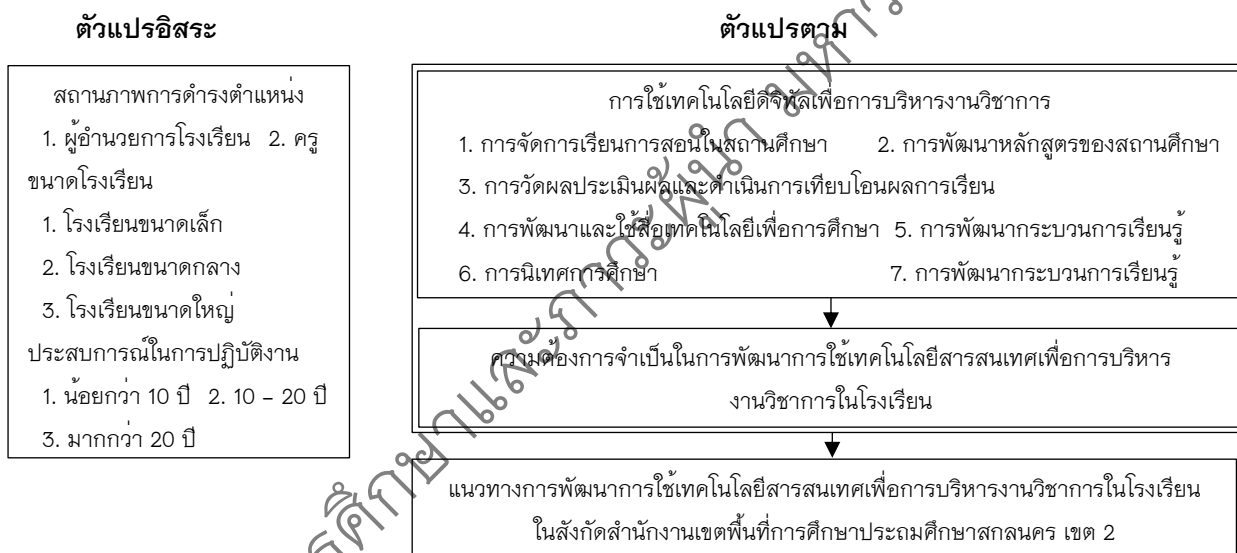 ตัวแปรอิสระ
สถานภาพการดำรงตำแหน่ง
1. ผู้อำนวยการโรงเรียน 2. ครู
ขนาดโรงเรียน
1. โรงเรียนขนาดเล็ก
2. โรงเรียนขนาดกลาง
3. โรงเรียนขนาดใหญ่
ประสบการณ์ในการปฏิบัติงาน
1. น้อยกว่า 10 ปี 2. 10 – 20 ปี
3. มากกว่า 20 ปี
ตัวแปรตาม
การใช้เทคโนโลยีดิจิทัลเพื่อการบริหารงานวิชาการ
1. การจัดการเรียนการสอนในสถานศึกษา 2. การพัฒนาหลักสูตรของสถานศึกษา
3. การวัดผลประเมินผลและดำเนินการเทียบโอนผลการเรียน
4. การพัฒนาและใช้สื่อเทคโนโลยีเพื่อการศึกษา 5. การพัฒนากระบวนการเรียนรู้
6. การนิเทศการศึกษา 7. การพัฒนากระบวนการเรียนรู้
ความต้องการจำเป็นในการพัฒนาการใช้เทคโนโลยีสารสนเทศเพื่อการบริหาร
งานวิชาการในโรงเรียน
แนวทางการพัฒนาการใช้เทคโนโลยีสารสนเทศเพื่อการบริหารงานวิชาการในโรงเรียน
ในสังกัดสำนักงานเขตพื้นที่การศึกษาประถมศึกษาสกลนคร เขต 2